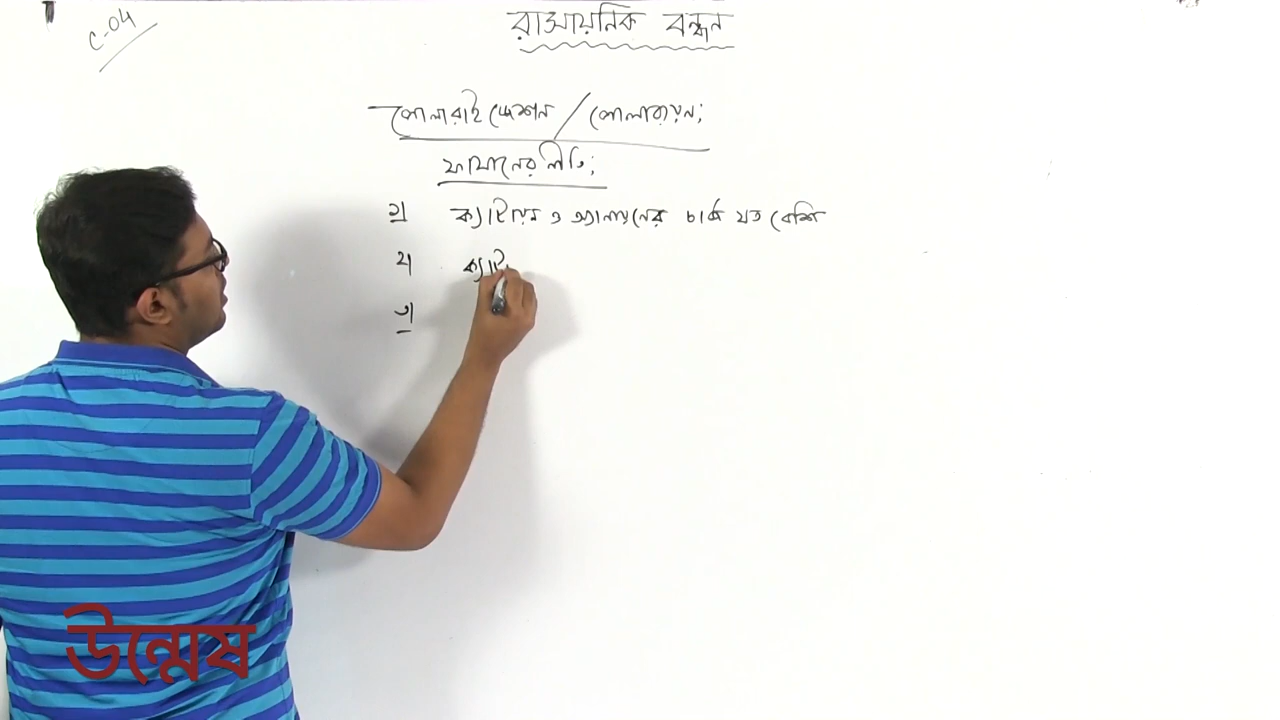 C-04
রাসায়নিক বন্ধন
পোলারাইজেশন / পোলারায়ন;
ফাযানের নীতি;
ক্যাটায়ন ও অ্যানায়নের চার্জ যত বেশি
ক্যাটা
উন্মেষ